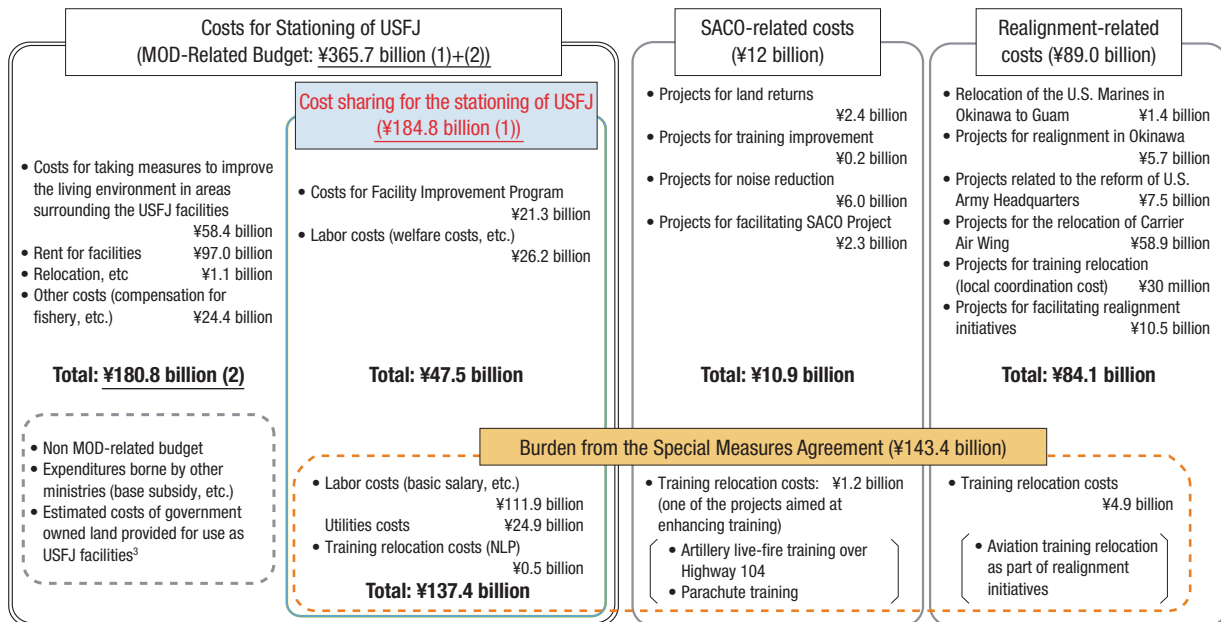 Costs for Stationing of USFJ
(MOD-Related Budget: ¥365.7 billion (1)+(2))
Cost sharing for the stationing of USFJ
(¥184.8 billion (1))
• Costs for taking measures to improve
the living environment in areas
surrounding the USFJ facilities
¥58.4 billion
• Rent for facilities ¥97.0 billion
• Relocation, etc ¥1.1 billion
• Other costs (compensation for
fishery, etc.) ¥24.4 billion
Total: ¥180.8 billion (2)
• Costs for Facility Improvement Program
¥21.3 billion
• Labor costs (welfare costs, etc.)
¥26.2 billion
Total: ¥47.5 billion
SACO-related costs
(¥12 billion)
• Projects for land returns
¥2.4 billion
• Projects for training improvement
¥0.2 billion
• Projects for noise reduction
¥6.0 billion
• Projects for facilitating SACO Project
¥2.3 billion
Total: ¥10.9 billion
Realignment-related
costs (¥89.0 billion)
• Relocation of the U.S. Marines in
Okinawa to Guam ¥1.4 billion
• Projects for realignment in Okinawa
¥5.7 billion
• Projects related to the reform of U.S.
Army Headquarters ¥7.5 billion
• Projects for the relocation of Carrier
Air Wing ¥58.9 billion
• Projects for training relocation
(local coordination cost) ¥30 million
• Projects for facilitating realignment
initiatives ¥10.5 billion
Total: ¥84.1 billion
• Non MOD-related budget
• Expenditures borne by other
ministries (base subsidy, etc.)
• Estimated costs of government
owned land provided for use as
USFJ facilities³
Burden from the Special Measures Agreement (¥143.4 billion)
• Labor costs (basic salary, etc.)
¥111.9 billion
Utilities costs ¥24.9 billion
• Training relocation costs (NLP)
¥0.5 billion
Total: ¥137.4 billion
• Training relocation costs: ¥1.2 billion
(one of the projects aimed at
enhancing training)
• Artillery live-fire training over
Highway 104
• Parachute training
• Training relocation costs
¥4.9 billion
• Aviation training relocation
as part of realignment
initiatives